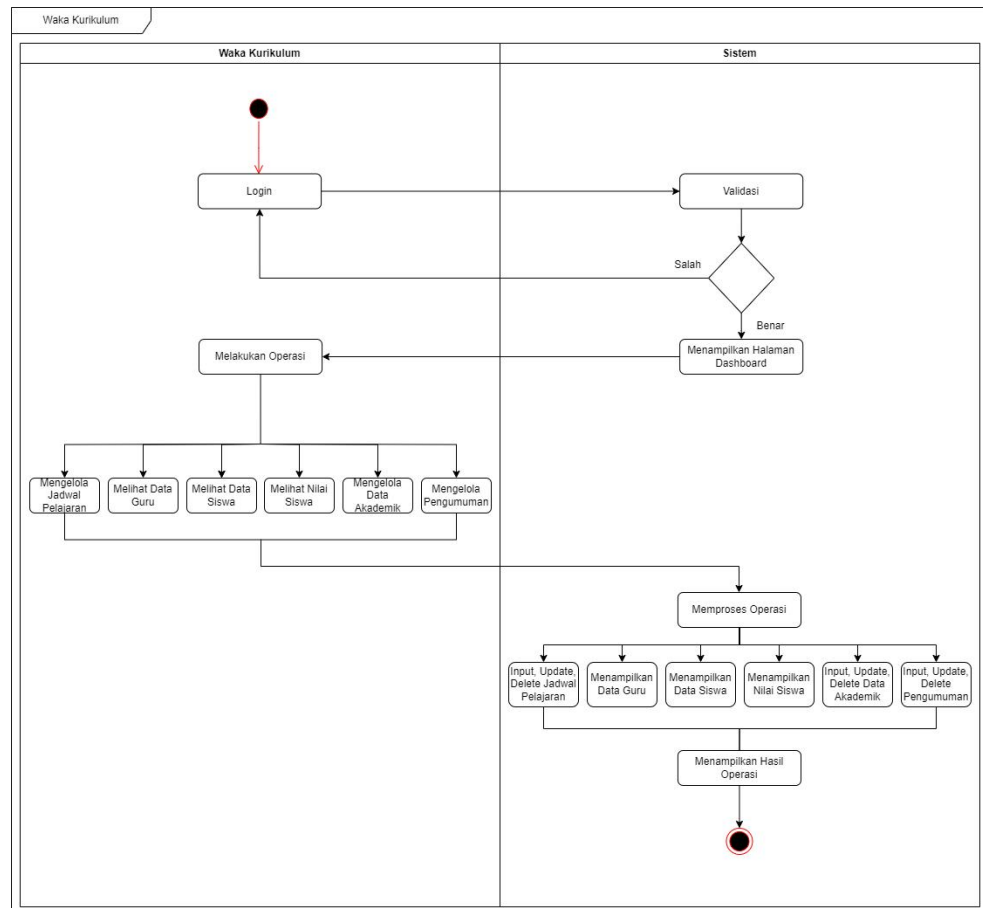 Waka Kurikulum
Waka Kurikulum
Sistem
Login
Validasi
Salah
Benar
Melakukan Operasi
Menampilkan Halaman
Dashboard
Mengelola
Jadwal
Pelajaran
Melihat Data
Guru
Melihat Data
Siswa
Melihat Nilai
Siswa
Mengelola
Data
Akademik
Mengelola
Pengumuman
Memproses Operasi
Input, Update,
Delete Jadwal
Pelajaran
Menampilkan
Data Guru
Menampilkan
Data Siswa
Menampilkan
Nilai Siswa
Input, Update,
Delete Data
Akademik
Input, Update,
Delete
Pengumuman
Menampilkan Hasil
Operasi